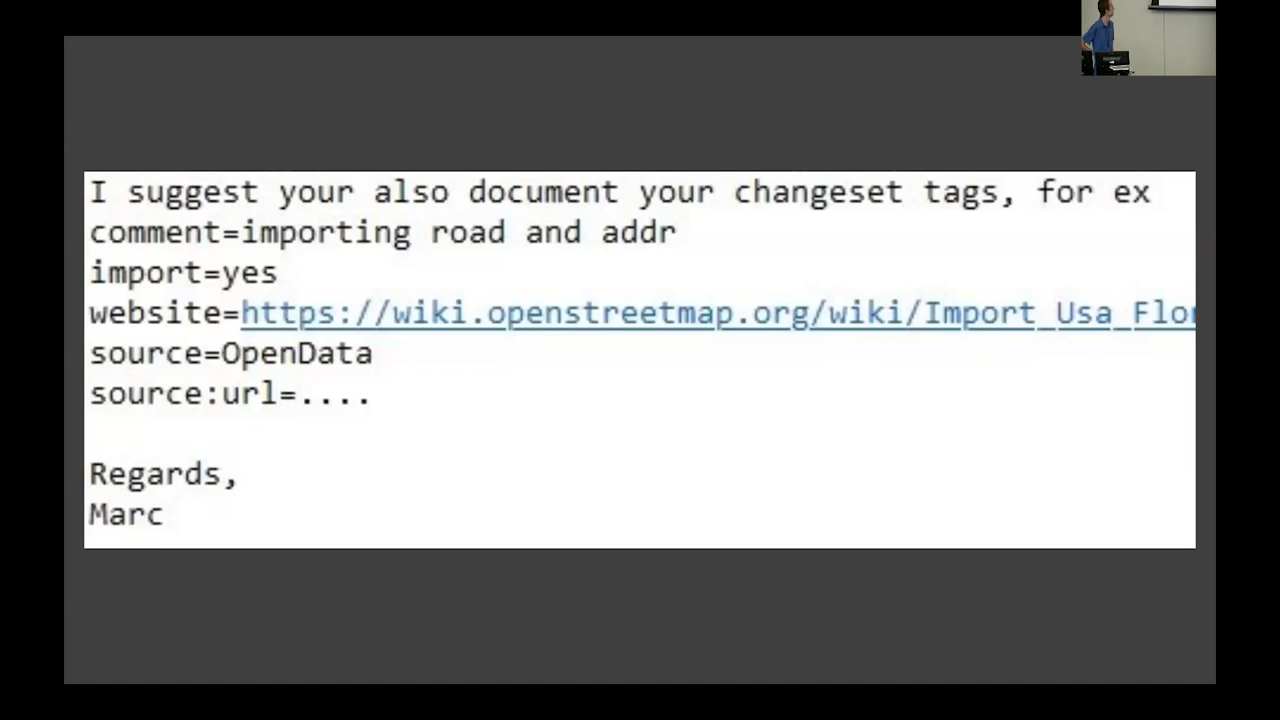 I suggest your also document your changeset tags, for ex
comment=importing road and addr
import=yes
website=https://wiki.openstreetmap.org/wiki/Import_Usa_Flor
source=OpenData
source:url=....
Regards,
Marc